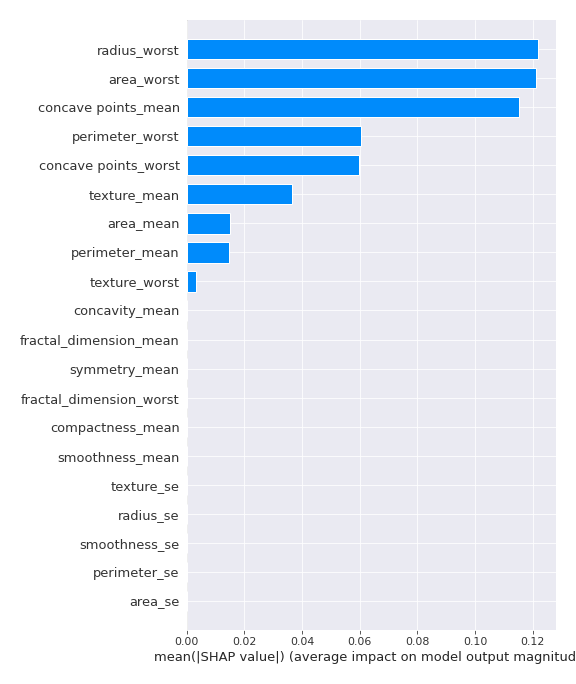 radius_worst
area_worst
concave points_mean
perimeter_worst
concave points_worst
texture_mean
area_mean
perimeter_mean
texture_worst
concavity_mean
fractal_dimension_mean
symmetry_mean
fractal_dimension_worst
compactness_mean
smoothness_mean
texture_se
radius_se
smoothness_se
perimeter_se
area_se
0.00 0.02 0.04 0.06 0.08 0.10 0.12
mean(|SHAP value|) (average impact on model output magnitud